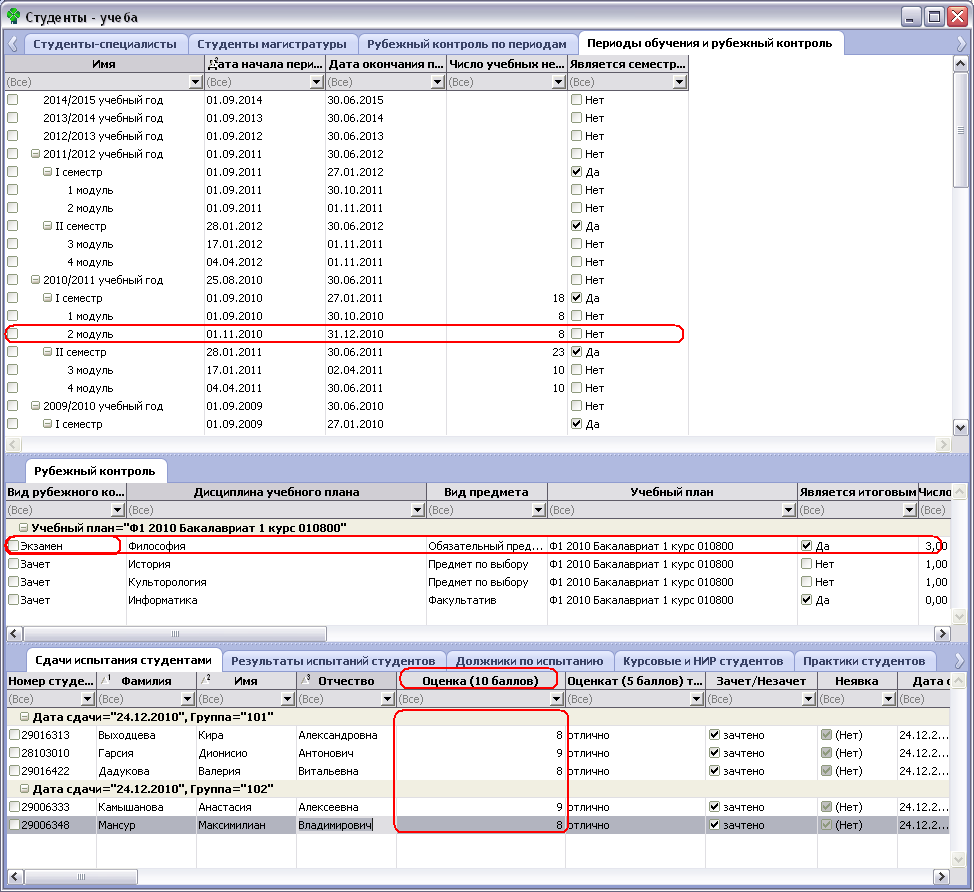 Студенты - учеба
Студенты-специалисты Студенты магистратуры Рубежный контроль по периодам Периоды обучения и рубежный контроль
Имя Дата начала пери... Дата окончания п... Число учебных не... Является семестр...
(Все) (Все) (Все) (Все) (Все)
2014/2015 учебный год 01.09.2014 30.06.2015 Нет
2013/2014 учебный год 01.09.2013 30.06.2014 Нет
2012/2013 учебный год 01.09.2012 30.06.2013 Нет
2011/2012 учебный год 01.09.2011 30.06.2012 Нет
I семестр 01.09.2011 27.01.2012 Да
1 модуль 01.09.2011 30.10.2011 Нет
2 модуль 01.09.2011 01.11.2011 Нет
II семестр 28.01.2012 30.06.2012 Да
3 модуль 17.01.2012 01.11.2011 Нет
4 модуль 04.04.2012 01.11.2011 Нет
2010/2011 учебный год 25.08.2010 30.06.2011 Нет
I семестр 01.09.2010 27.01.2011 18 Да
1 модуль 01.09.2010 30.10.2010 8 Нет
2 модуль 01.11.2010 31.12.2010 8 Нет
II семестр 28.01.2011 30.06.2011 23 Да
3 модуль 17.01.2011 02.04.2011 10 Нет
4 модуль 04.04.2011 30.06.2011 10 Нет
2009/2010 учебный год 01.09.2009 30.06.2010 Нет
I семестр 01.09.2009 27.01.2010 Да
Рубежный контроль
Вид рубежного ко... Дисциплина учебного плана Вид предмета Учебный план Является итоговым Число
(Все) (Все) (Все) (Все) (Все) (Все)
Учебный план="Ф1 2010 Бакалавриат 1 курс 010800"
Экзамен Философия Обязательный пред... Ф1 2010 Бакалавриат 1 курс 010800 Да 3,00
Зачет История Предмет по выбору Ф1 2010 Бакалавриат 1 курс 010800 Нет 1,00
Зачет Культорология Предмет по выбору Ф1 2010 Бакалавриат 1 курс 010800 Нет 1,00
Зачет Информатика Факультатив Ф1 2010 Бакалавриат 1 курс 010800 Да 0,00
Сдачи испытания студентами Результаты испытаний студентов Должники по испытанию Курсовые и НИР студентов Практики студентов
Номер студе... 1 Фамилия 2 Имя 3 Отчество Оценка (10 баллов) Оценкат (5 баллов) т... Зачет/Незачет Неявка Дата с
(Все) (Все) (Все) (Все) (Все) (Все) (Все) (Все) (Все)
Дата сдачи="24.12.2010", Группа="101"
29016313 Выходцева Кира Александровна 8 отлично зачтено (Нет) 24.12.2...
28103010 Гарсия Дионисио Антонович 9 отлично зачтено (Нет) 24.12.2...
29016422 Дадукова Валерия Витальевна 8 отлично зачтено (Нет) 24.12.2...
Дата сдачи="24.12.2010", Группа="102"
29006333 Камышанова Анастасия Алексеевна 9 отлично зачтено (Нет) 24.12.2...
29006348 Мансур Максимилиан Владимирович 8 отлично зачтено (Нет) 24.12.2...